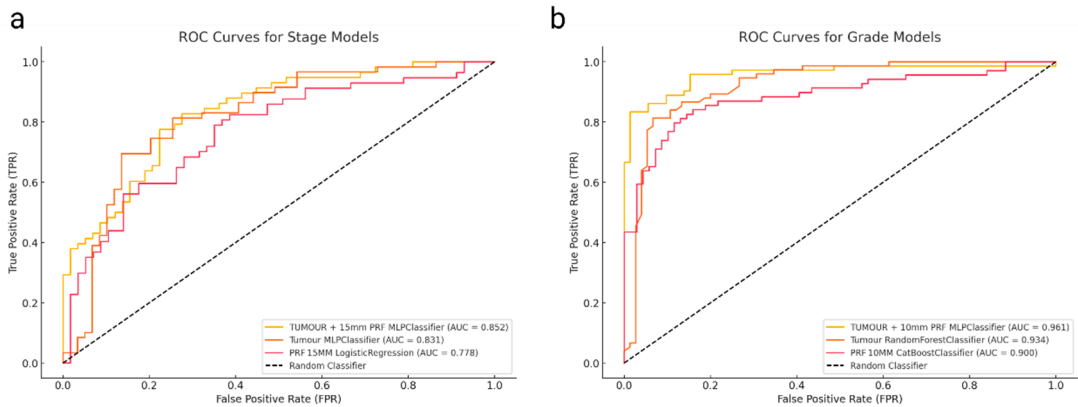 a
ROC Curves for Stage Models
True Positive Rate (TPR)
1.0
0.8
0.6
0.4
0.2
0.0
TUMOUR + 15mm PRF MLPClassifier (AUC = 0.852)
Tumour MLPClassifier (AUC = 0.831)
PRF 15MM LogisticRegression (AUC = 0.778)
Random Classifier
0.0 0.2 0.4 0.6 0.8 1.0
False Positive Rate (FPR)
b
ROC Curves for Grade Models
True Positive Rate (TPR)
1.0
0.8
0.6
0.4
0.2
0.0
TUMOUR + 10mm PRF MLPClassifier (AUC = 0.961)
Tumour RandomForestClassifier (AUC = 0.934)
PRF 10MM CatBoostClassifier (AUC = 0.900)
Random Classifier
0.0 0.2 0.4 0.6 0.8 1.0
False Positive Rate (FPR)